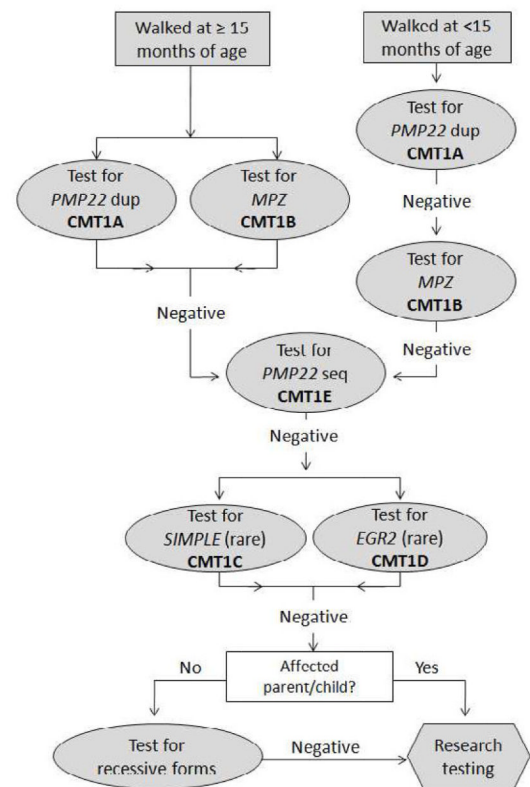 Walked at ≥ 15
months of age
Walked at <15
months of age
Test for
PMP22 dup
CMT1A
Test for
PMP22 dup
CMT1A
Test for
MPZ
CMT1B
Negative
Test for
MPZ
CMT1B
Negative
Negative
Test for
PMP22 seq
CMT1E
Negative
Test for
SIMPLE (rare)
CMT1C
Test for
EGR2 (rare)
CMT1D
Negative
No
Affected
parent/child?
Yes
Test for
recessive forms
Negative
Research
testing